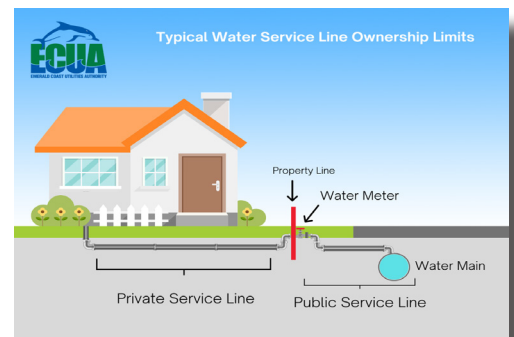 Typical Water Service Line Ownership Limits
ECUA
EMERALD COAST UTILITIES AUTHORITY
Property Line
Water Meter
Water Main
Private Service Line
Public Service Line